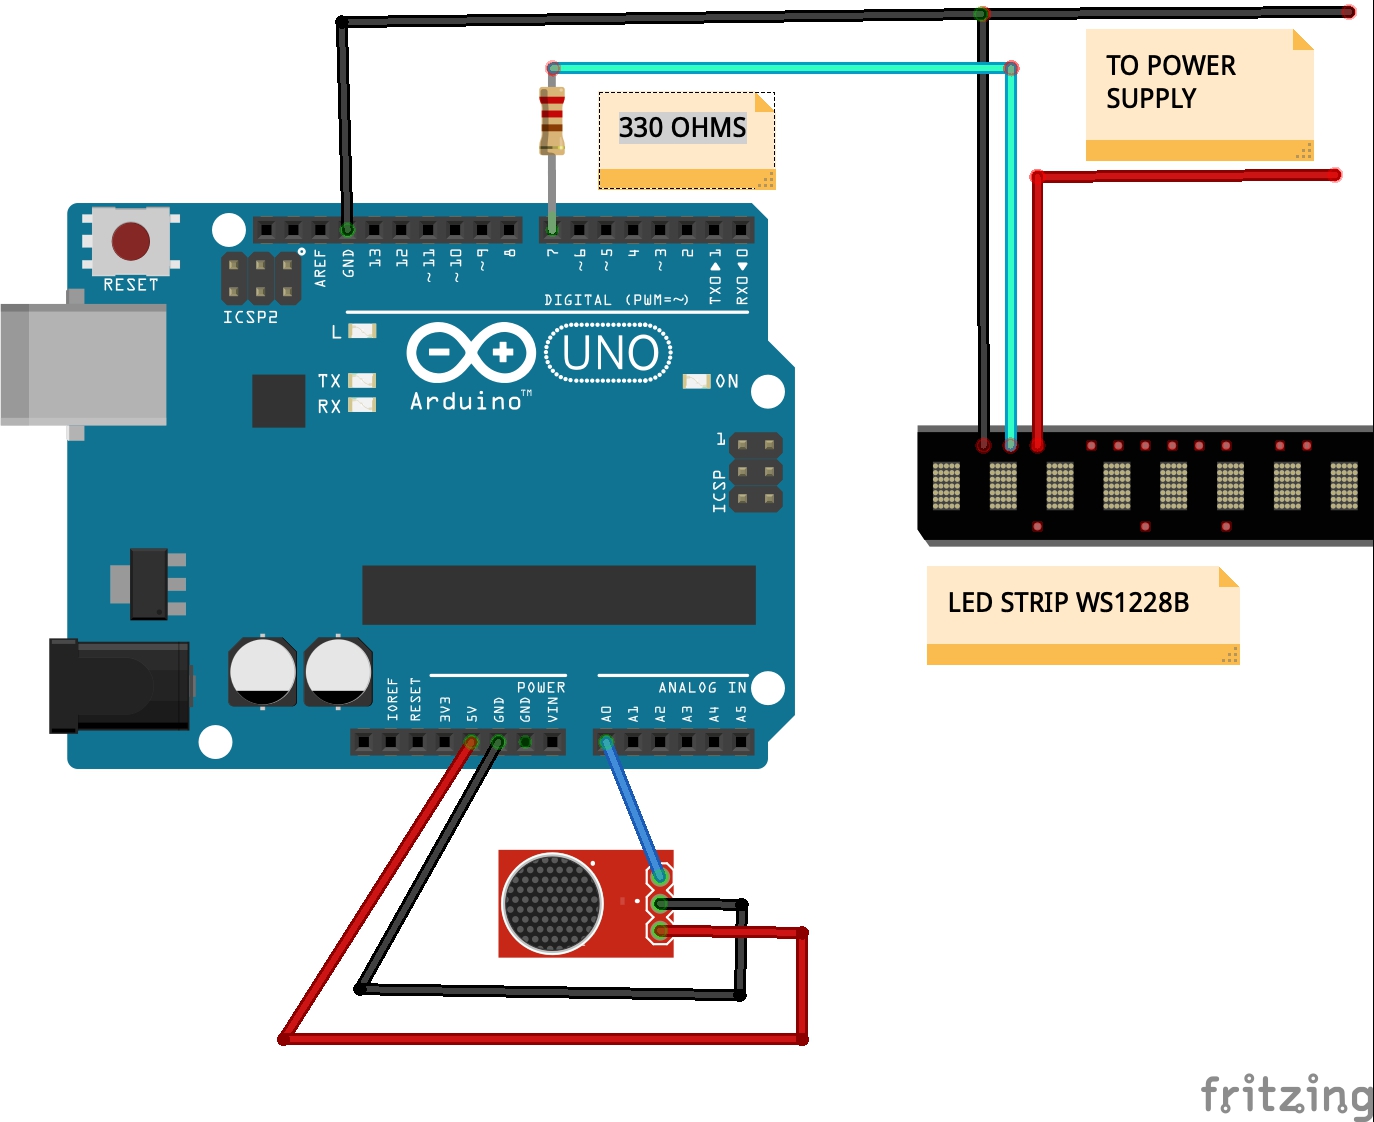 TO POWER
SUPPLY
330 OHMS
RESET
ICSP2
AREF
GND
13
12
~11
~10
~9
8
7
~6
~5
4
~3
2
TX0▶1
RX0◀0
DIGITAL (PWM=~)
L
TX
RX
UNO
Arduino™
ON
1
ICSP
LED STRIP WS1228B
POWER
ANALOG IN
IOREF
RESET
3V3
5V
GND
GND
VIN
A0
A1
A2
A3
A4
A5
fritzing